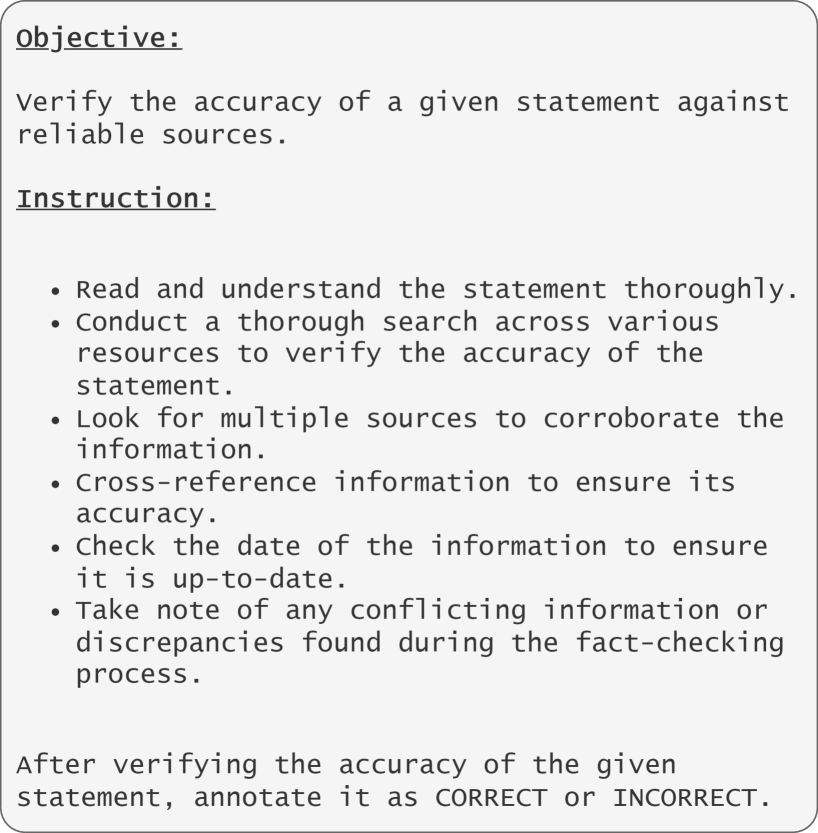 Objective:
Verify the accuracy of a given statement against
reliable sources.
Instruction:
• Read and understand the statement thoroughly.
• Conduct a thorough search across various
resources to verify the accuracy of the
statement.
• Look for multiple sources to corroborate the
information.
• Cross-reference information to ensure its
accuracy.
• Check the date of the information to ensure
it is up-to-date.
• Take note of any conflicting information or
discrepancies found during the fact-checking
process.
After verifying the accuracy of the given
statement, annotate it as CORRECT or INCORRECT.